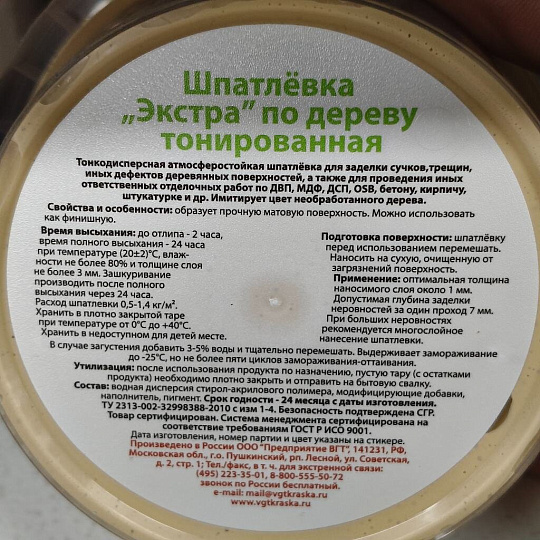 Шпатлёвка
„Экстра” по дереву
тонированная
Тонкодисперсная атмосферостойкая шпатлёвка для заделки сучков,трещин,
иных дефектов деревянных поверхностей, а также для проведения иных
ответственных отделочных работ по ДВП, МДФ, ДСП, OSB, бетону, кирпичу,
штукатурке и др. Имитирует цвет необработанного дерева.
Свойства и особенности: образует прочную матовую поверхность. Можно использовать
как финишную.
Время высыхания: до отлипа - 2 часа,
время полного высыхания - 24 часа
при температуре (20±2)°С, влаж-
ности не более 80% и толщине слоя
не более 3 мм. Зашкуривание
производить после полного
высыхания через 24 часа.
Расход шпатлевки 0,5-1,4 кг/м²,
Хранить в плотно закрытой таре
при температуре от 0°С до +40°С.
Хранить в недоступном для детей месте.
Подготовка поверхности: шпатлёвку
перед использованием перемешать.
Наносить на сухую, очищенную от
загрязнений поверхность.
Применение: оптимальная толщина
наносимого слоя около 1 мм.
Допустимая глубина заделки
неровностей за один проход 7 мм.
При больших неровностях
рекомендуется многослойное
нанесение шпатлевки.
В случае загустения добавить 3-5% воды и тщательно перемешать. Выдерживает замораживание
до -25°С, но не более пяти циклов замораживания-оттаивания.
Утилизация: после использования продукта по назначению, пустую тару (с остатками
продукта) необходимо плотно закрыть и отправить на бытовую свалку.
Состав: водная дисперсия стирол-акрилового полимера, модифицирующие добавки,
наполнитель, пигмент. Срок годности - 24 месяца с даты изготовления.
ТУ 2313-002-32998388-2010 с изм 1-4. Безопасность подтверждена СГР.
Товар сертифицирован. Система менеджмента сертифицирована на
соответствие требованиям ГОСТ Р ИСО 9001.
Дата изготовления, номер партии и цвет указаны на стикере.
Произведено в России ООО "Предприятие ВГТ", 141231, РФ,
Московская обл., г.о. Пушкинский, рп. Лесной, ул. Советская,
д. 2, стр. 1; Тел./факс, в т. ч. для экстренной связи:
(495) 223-35-01, 8-800-555-50-72
звонок по России бесплатный.
e-mail: mail@vgtkraska.ru
www.vgtkraska.ru